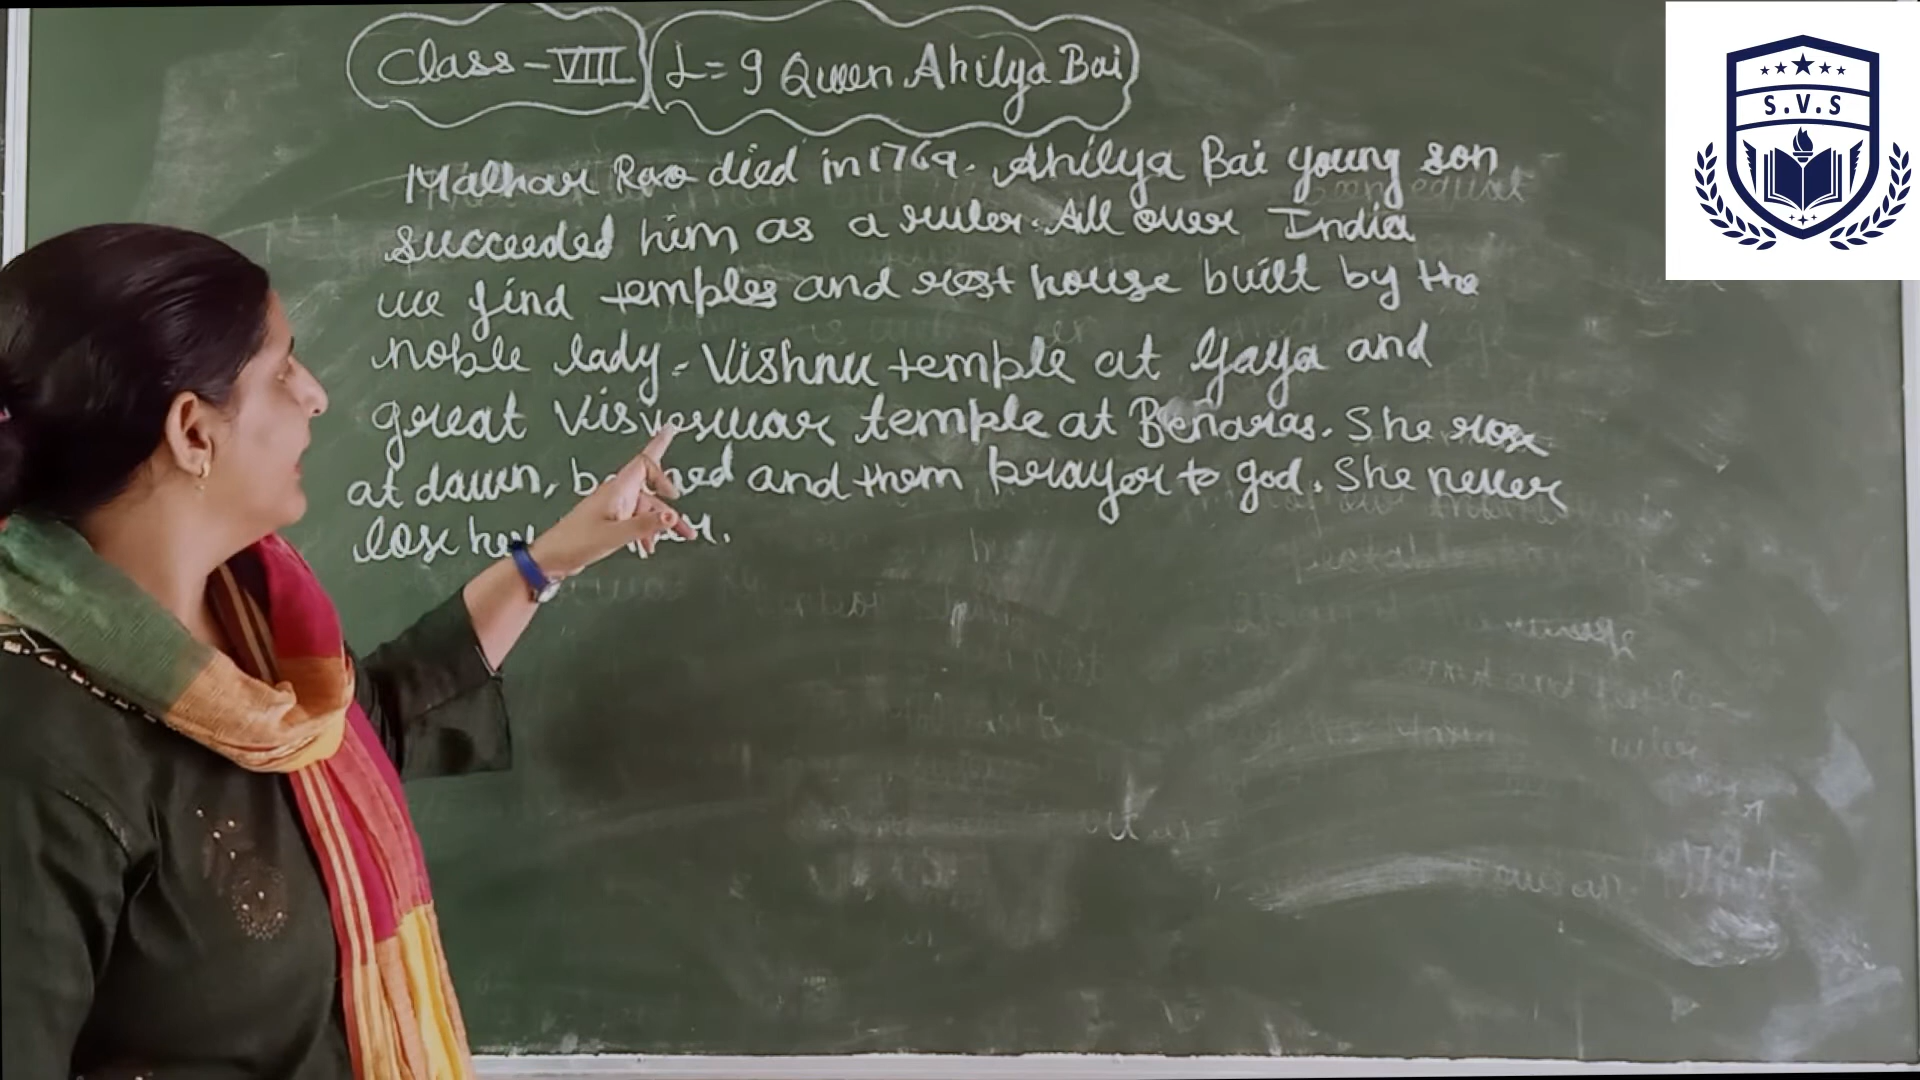 Class - VIII L = 9 Queen Ahilya Bai
S.V.S
Malhar Rao died in 1769. Ahilya Bai young son
succeeded him as a ruler. All over India
we find temples and rest house built by the
noble lady. Vishnu temple at Gaya and
great Visveswar temple at Benaras. She rose
at dawn, and them prayer to god. She never
lose her